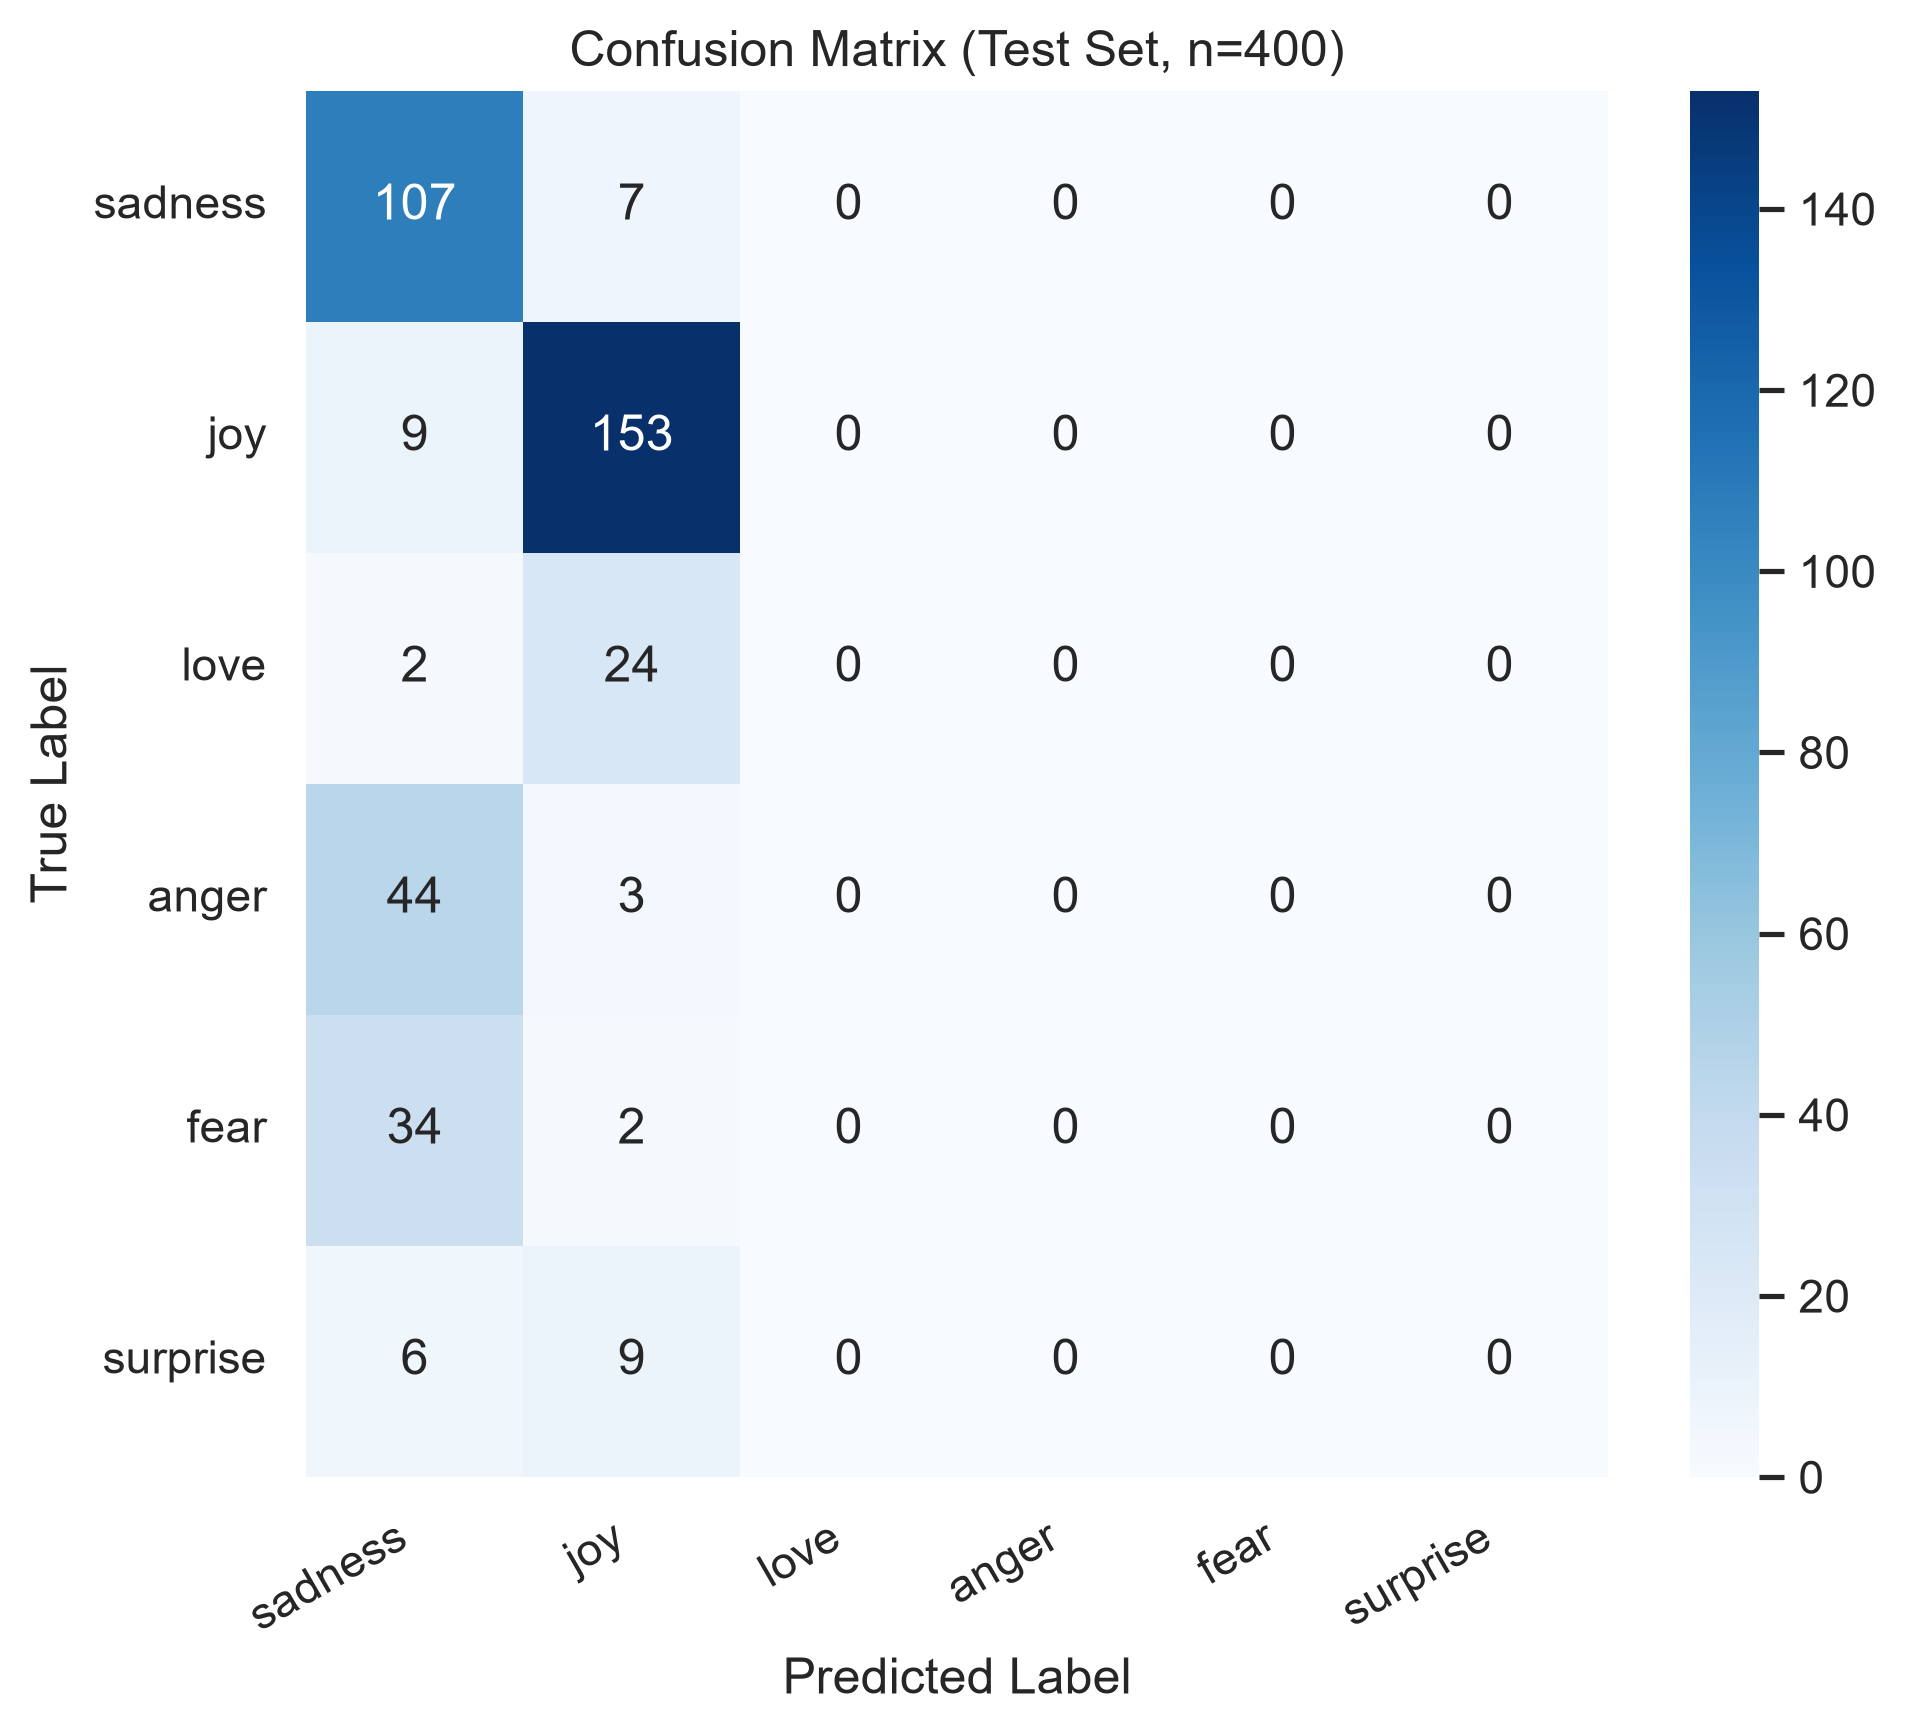 Confusion Matrix (Test Set, n=400)
sadness 107 7 0 0 0 0
joy 9 153 0 0 0 0
love 2 24 0 0 0 0
anger 44 3 0 0 0 0
fear 34 2 0 0 0 0
surprise 6 9 0 0 0 0
True Label
sadness joy love anger fear surprise
Predicted Label
140
120
100
80
60
40
20
0